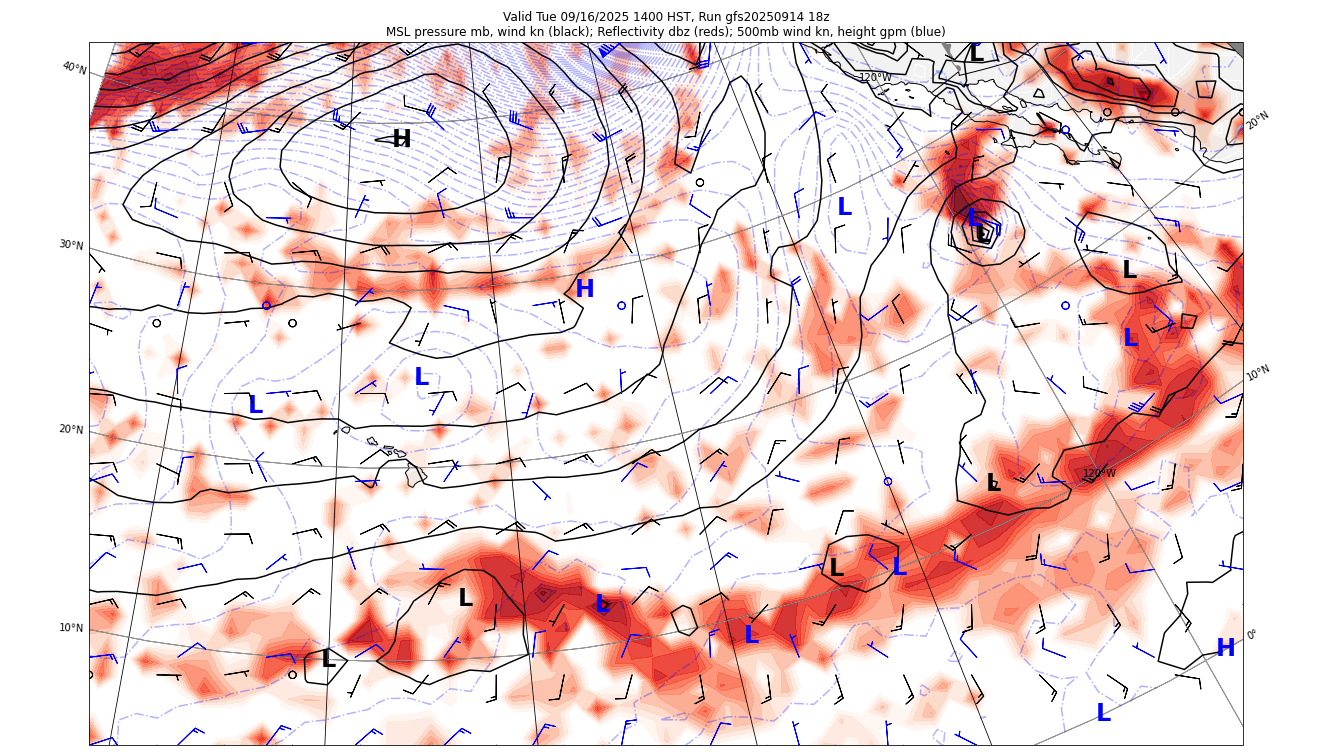 Valid Tue 09/16/2025 1400 HST, Run gfs20250914 18z
MSL pressure mb, wind kn (black); Reflectivity dbz (reds); 500mb wind kn, height gpm (blue)
L
40°N
120°W
20°N
H
L
L
L
30°N
L
H
L
10°N
L
L
20°N
120°W
L
L
L
L
L
10°N
L
0°
H
L
L